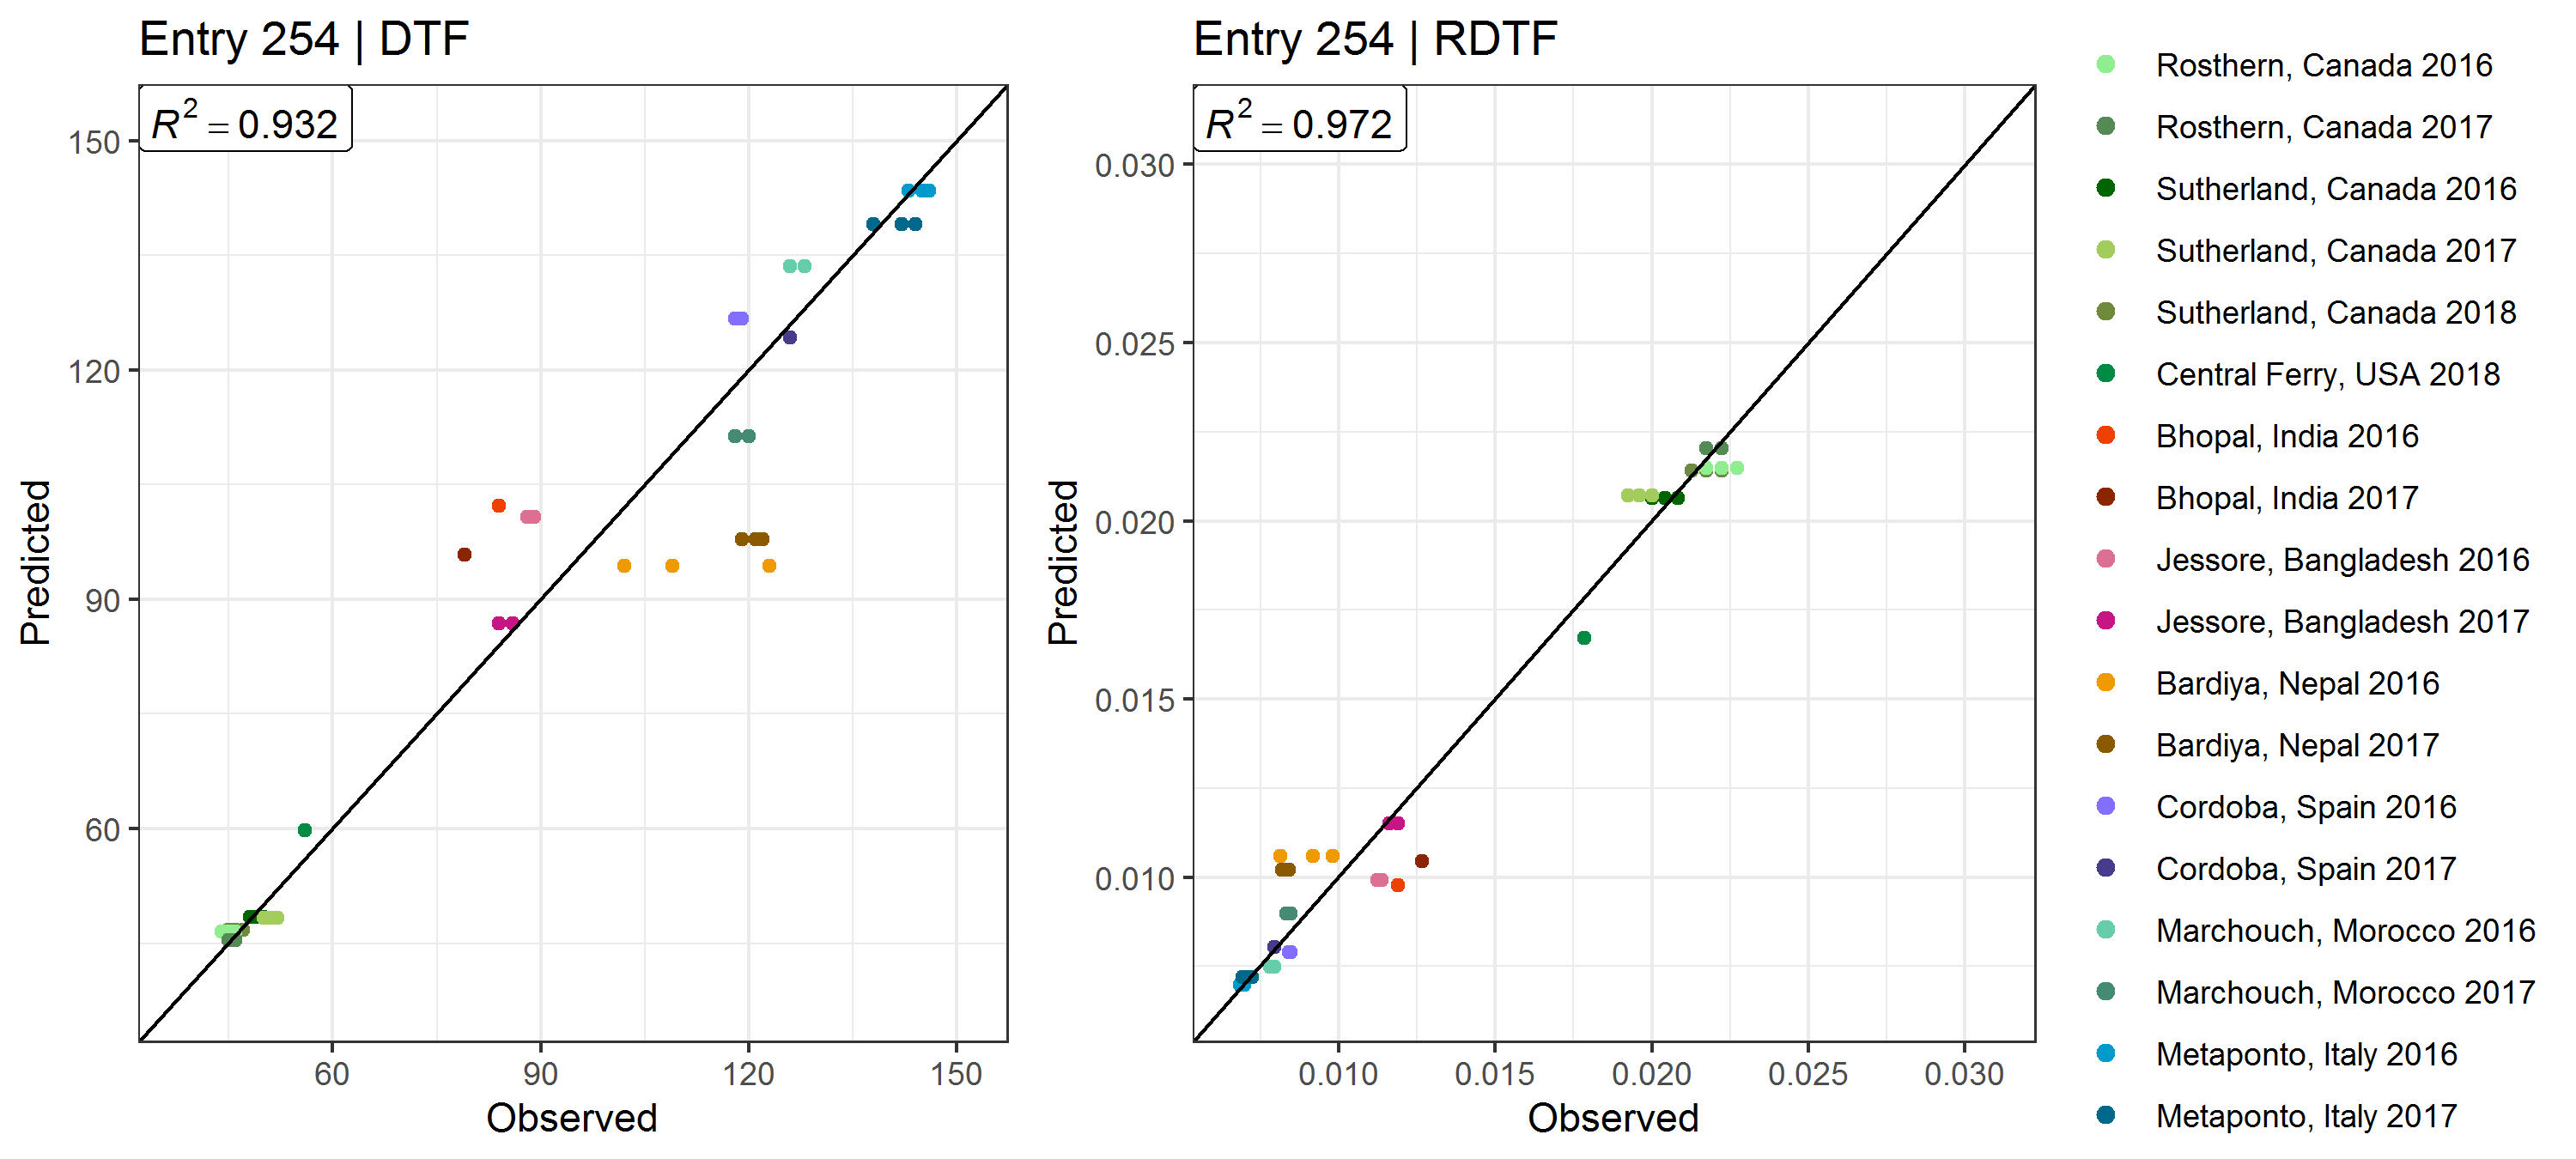 Entry 254 | DTF
R² = 0.932
150
120
90
60
Predicted
60 90 120 150
Observed
Entry 254 | RDTF
R² = 0.972
0.030
0.025
0.020
0.015
0.010
Predicted
0.010 0.015 0.020 0.025 0.030
Observed
Rosthern, Canada 2016
Rosthern, Canada 2017
Sutherland, Canada 2016
Sutherland, Canada 2017
Sutherland, Canada 2018
Central Ferry, USA 2018
Bhopal, India 2016
Bhopal, India 2017
Jessore, Bangladesh 2016
Jessore, Bangladesh 2017
Bardiya, Nepal 2016
Bardiya, Nepal 2017
Cordoba, Spain 2016
Cordoba, Spain 2017
Marchouch, Morocco 2016
Marchouch, Morocco 2017
Metaponto, Italy 2016
Metaponto, Italy 2017